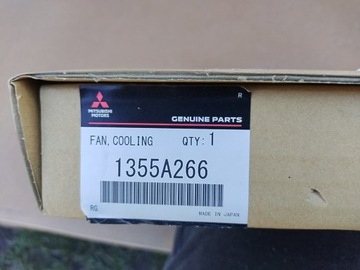 R
MITSUBISHI
MOTORS
GENUINE PARTS
FAN, COOLING QTY: 1
1355A266
RG MADE IN JAPAN